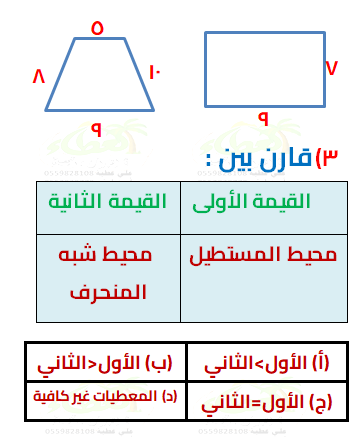 ٥
٨
١٠
٩
٧
٩
٣) قارن بين :
القيمة الأولى
القيمة الثانية
محيط المستطيل
محيط شبه
المنحرف
(أ) الأول>الثاني
(ب) الأول<الثاني
(ج) الأول=الثاني
(د) المعطيات غير كافية